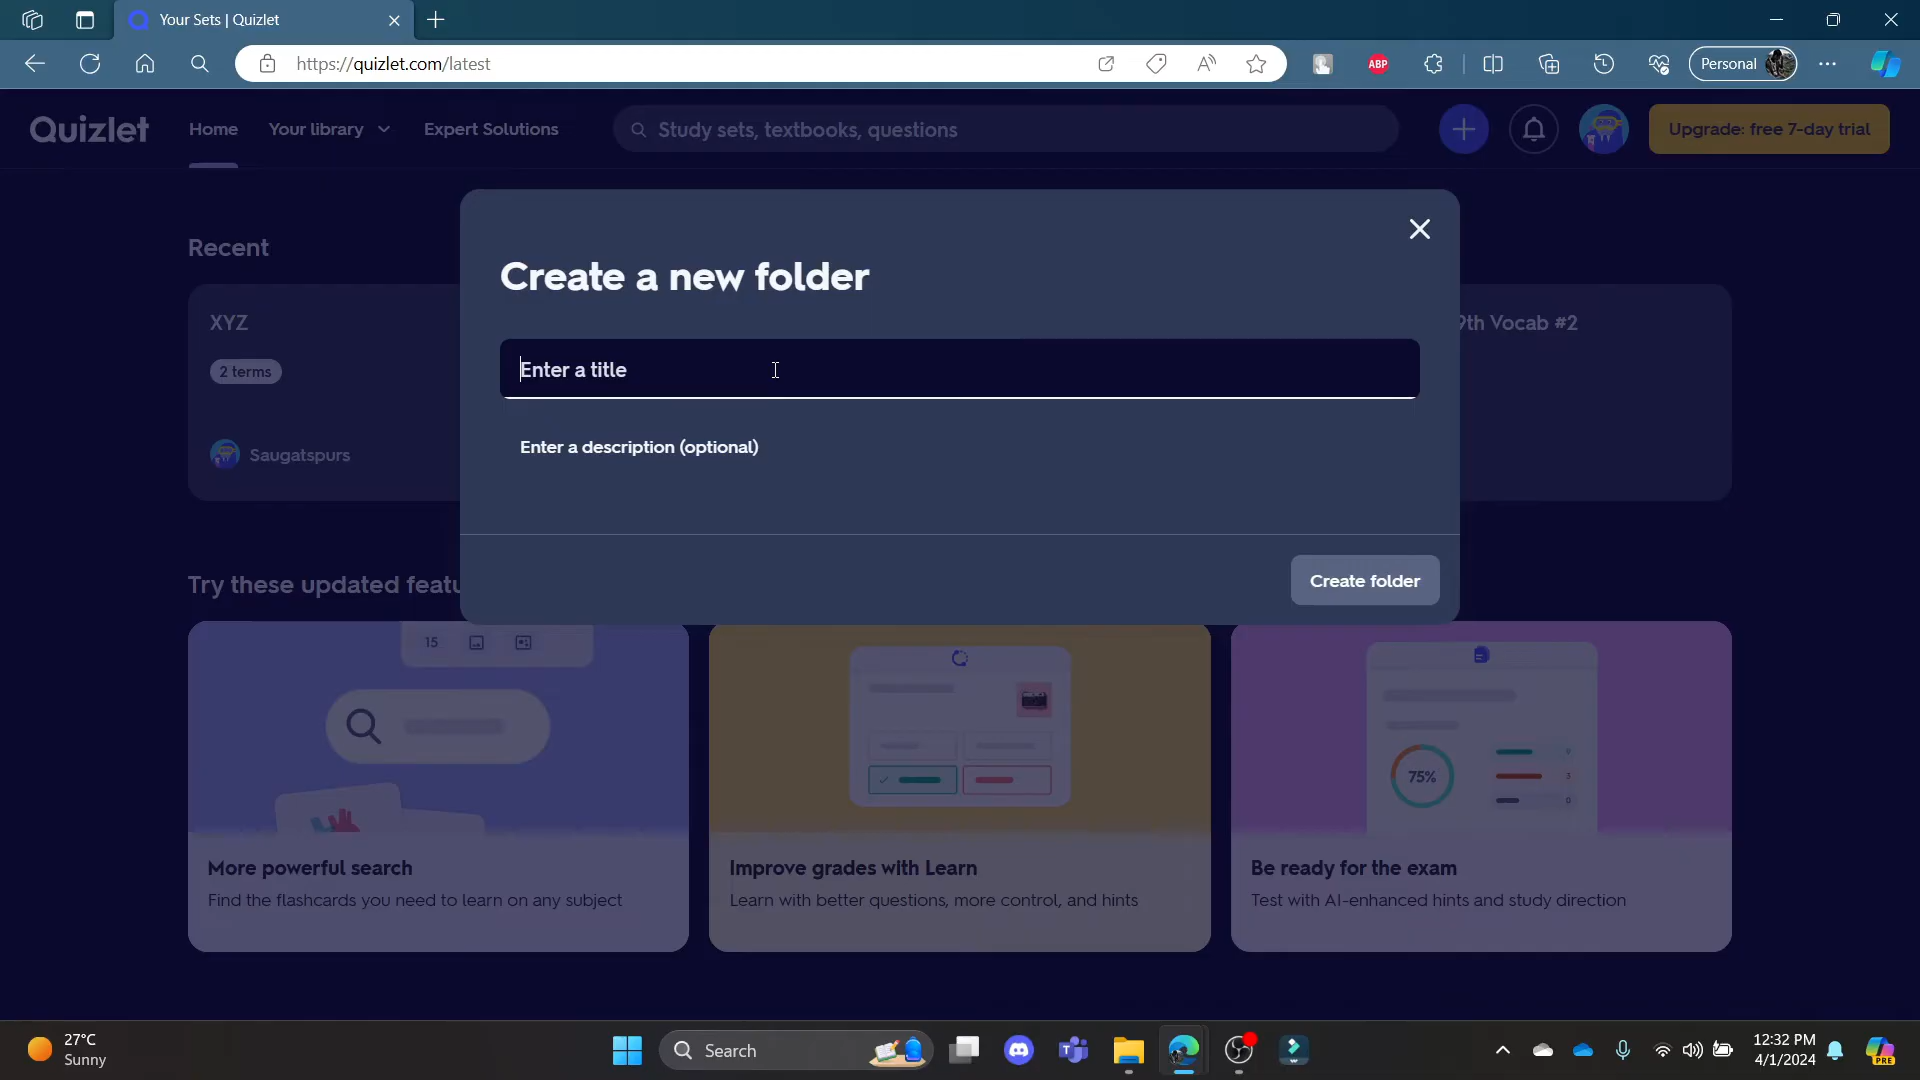 Your Sets | Quizlet
https://quizlet.com/latest
ABP
Personal
Quizlet
Home
Your library
Expert Solutions
Study sets, textbooks, questions
Upgrade: free 7-day trial
Recent
Create a new folder
XYZ
9th Vocab #2
2 terms
Enter a title
Saugatspurs
Enter a description (optional)
Create folder
Try these updated featu
15
75%
More powerful search
Find the flashcards you need to learn on any subject
Improve grades with Learn
Learn with better questions, more control, and hints
Be ready for the exam
Test with AI-enhanced hints and study direction
27°C
Sunny
Search
12:32 PM
4/1/2024
PRE